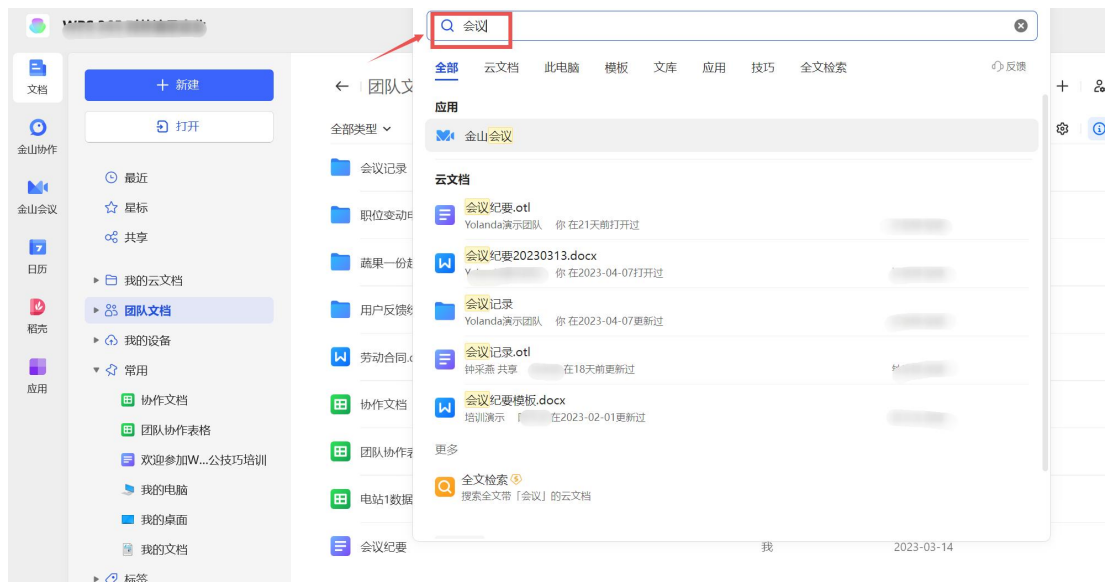 会议
文档
新建
打开
团队文
全部 云文档 此电脑 模板 文库 应用 技巧 全文检索 反馈
全部类型
应用
金山会议
金山协作
最近
会议记录
云文档
金山会议
星标
共享
职位变动申
会议纪要.otl
Yolanda演示团队 你 在21天前打开过
日历
我的云文档
蔬果一份
会议纪要20230313.docx
你 在2023-04-07打开过
稻壳
团队文档
用户反馈
会议记录
Yolanda演示团队 你 在2023-04-07更新过
应用
我的设备
常用
劳动合同.
会议记录.otl
钟采燕 共享 在18天前更新过
协作文档
协作文档
会议纪要模板.docx
培训演示 在2023-02-01更新过
团队协作表格
团队协作
更多
欢迎参加W...公技巧培训
我的电脑
电站1数据
全文检索
搜索全文带「会议」的云文档
我的桌面
我的文档
会议纪要 我 2023-03-14
标签